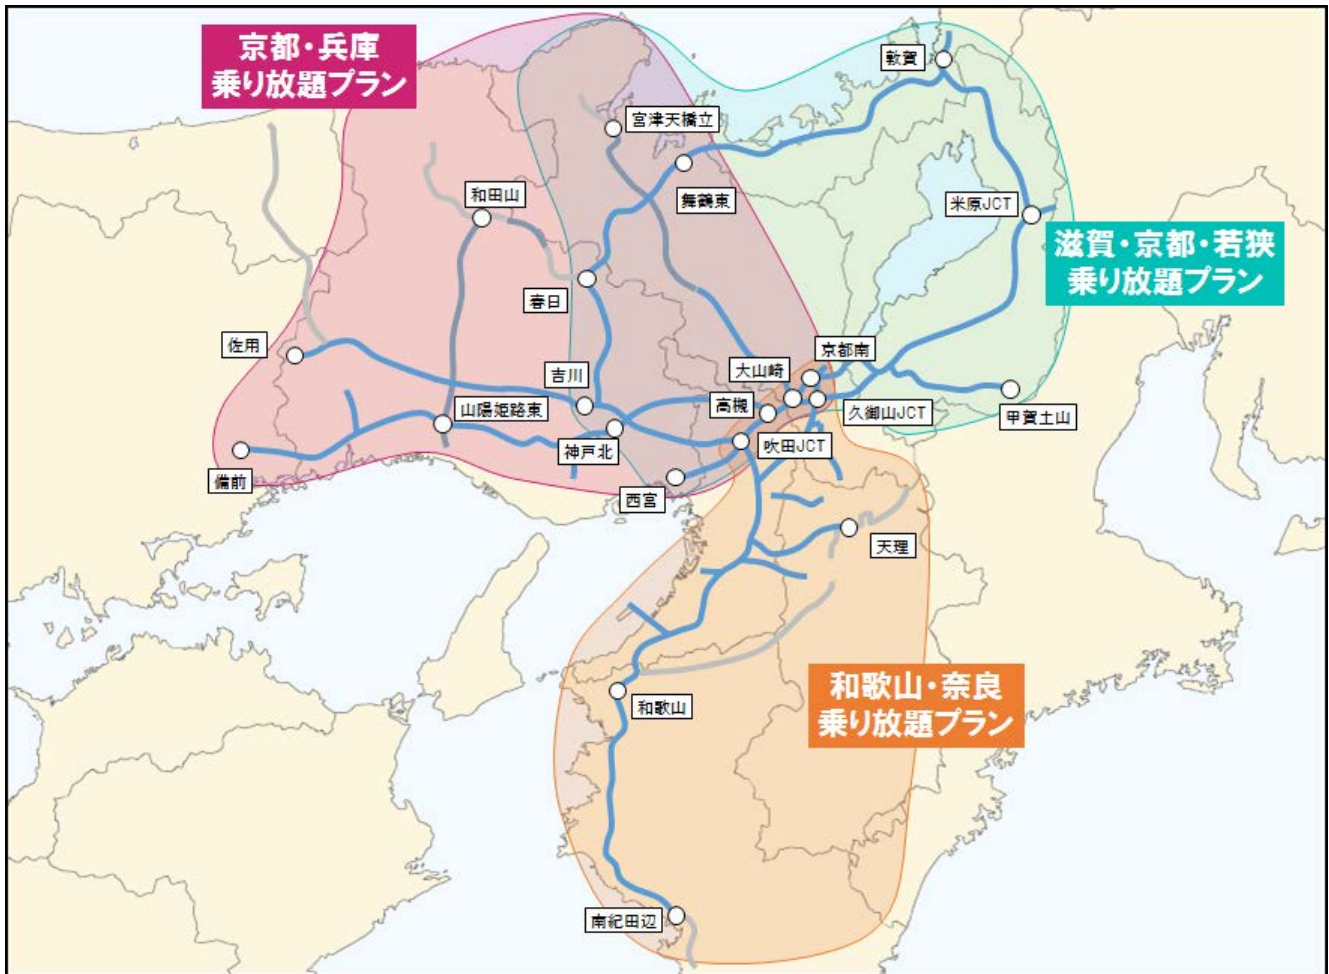 京都・兵庫
乗り放題プラン
敦賀
宮津天橋立
舞鶴東
和田山
米原JCT
滋賀・京都・若狭
乗り放題プラン
春日
佐用
京都南
大山崎
吉川
高槻
山陽姫路東
久御山JCT
甲賀土山
神戸北
吹田JCT
備前
西宮
天理
和歌山・奈良
乗り放題プラン
和歌山
南紀田辺